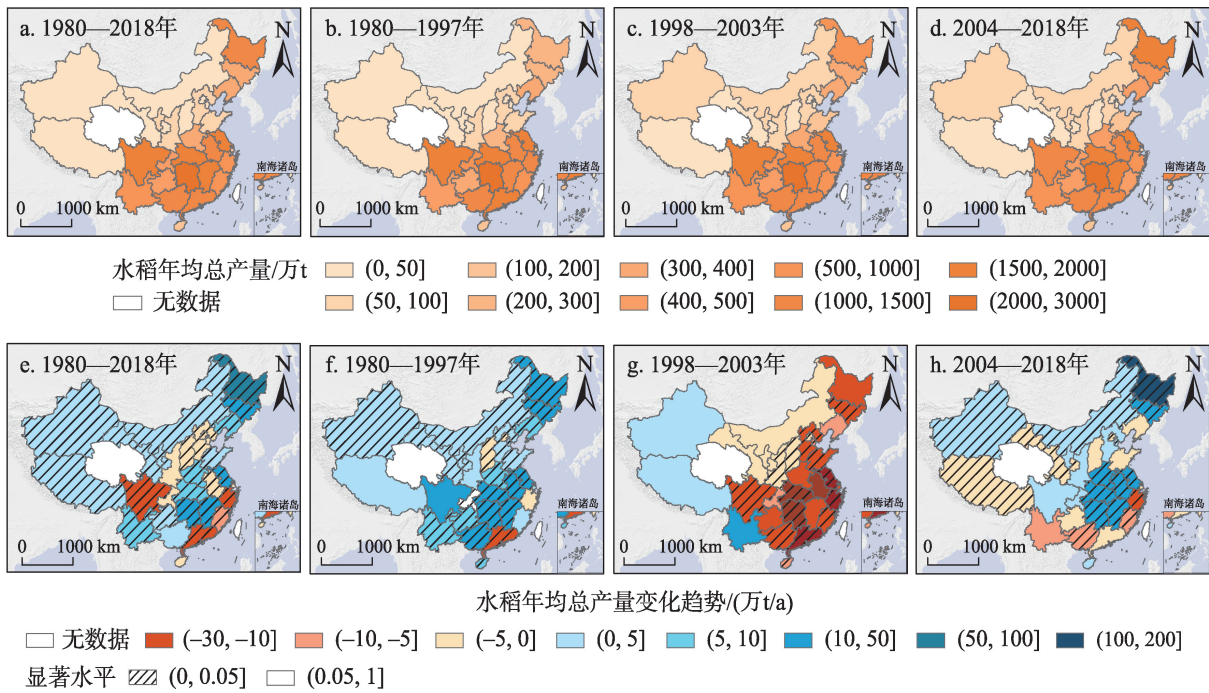 a. 1980—2018年
N
南海诸岛
0 1000 km
b. 1980—1997年
N
南海诸岛
0 1000 km
c. 1998—2003年
N
南海诸岛
0 1000 km
d. 2004—2018年
N
南海诸岛
0 1000 km
水稻年均总产量/万t (0, 50] (100, 200] (300, 400] (500, 1000] (1500, 2000]
无数据 (50, 100] (200, 300] (400, 500] (1000, 1500] (2000, 3000]
e. 1980—2018年
N
南海诸岛
0 1000 km
f. 1980—1997年
N
南海诸岛
0 1000 km
g. 1998—2003年
N
南海诸岛
0 1000 km
h. 2004—2018年
N
南海诸岛
0 1000 km
水稻年均总产量变化趋势/(万t/a)
无数据 (–30, –10] (–10, –5] (–5, 0] (0, 5] (5, 10] (10, 50] (50, 100] (100, 200]
显著水平 (0, 0.05] (0.05, 1]